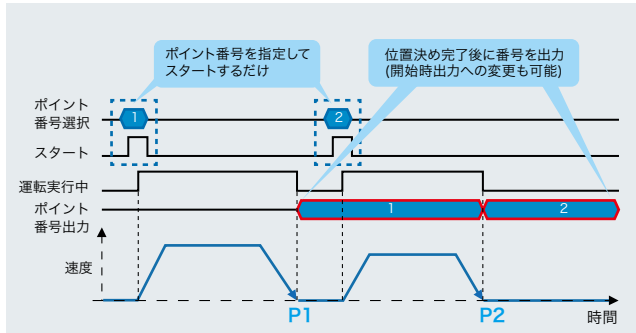 ポイント番号を指定して
スタートするだけ
位置決め完了後に番号を出力
(開始時出力への変更も可能)
ポイント
番号選択
1
2
スタート
運転実行中
ポイント
番号出力
1
2
速度
P1
P2
時間